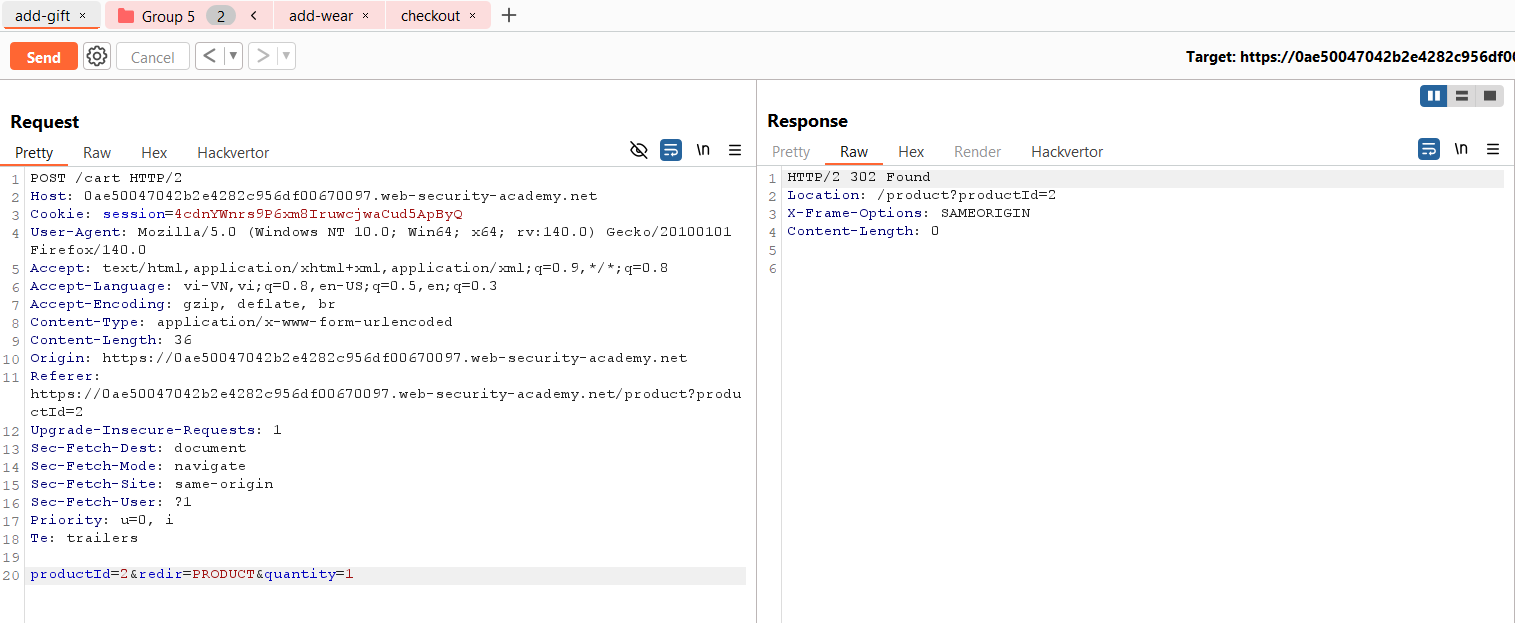 add-gift × Group 5 2 < add-wear × checkout × +
Send Cancel < ▼ > ▼
Target: https://0ae50047042b2e4282c956df0
Request
Pretty Raw Hex Hackvertor \n
1 POST /cart HTTP/2
2 Host: 0ae50047042b2e4282c956df00670097.web-security-academy.net
3 Cookie: session=4cdnYWnrs9P6xm8IruwcjwaCud5ApByQ
4 User-Agent: Mozilla/5.0 (Windows NT 10.0; Win64; x64; rv:140.0) Gecko/20100101
Firefox/140.0
5 Accept: text/html,application/xhtml+xml,application/xml;q=0.9,*/*;q=0.8
6 Accept-Language: vi-VN,vi;q=0.8,en-US;q=0.5,en;q=0.3
7 Accept-Encoding: gzip, deflate, br
8 Content-Type: application/x-www-form-urlencoded
9 Content-Length: 36
10 Origin: https://0ae50047042b2e4282c956df00670097.web-security-academy.net
11 Referer:
https://0ae50047042b2e4282c956df00670097.web-security-academy.net/product?produ
ctId=2
12 Upgrade-Insecure-Requests: 1
13 Sec-Fetch-Dest: document
14 Sec-Fetch-Mode: navigate
15 Sec-Fetch-Site: same-origin
16 Sec-Fetch-User: ?1
17 Priority: u=0, i
18 Te: trailers
19
20 productId=2&redir=PRODUCT&quantity=1
Response
Pretty Raw Hex Render Hackvertor \n
1 HTTP/2 302 Found
2 Location: /product?productId=2
3 X-Frame-Options: SAMEORIGIN
4 Content-Length: 0
5
6